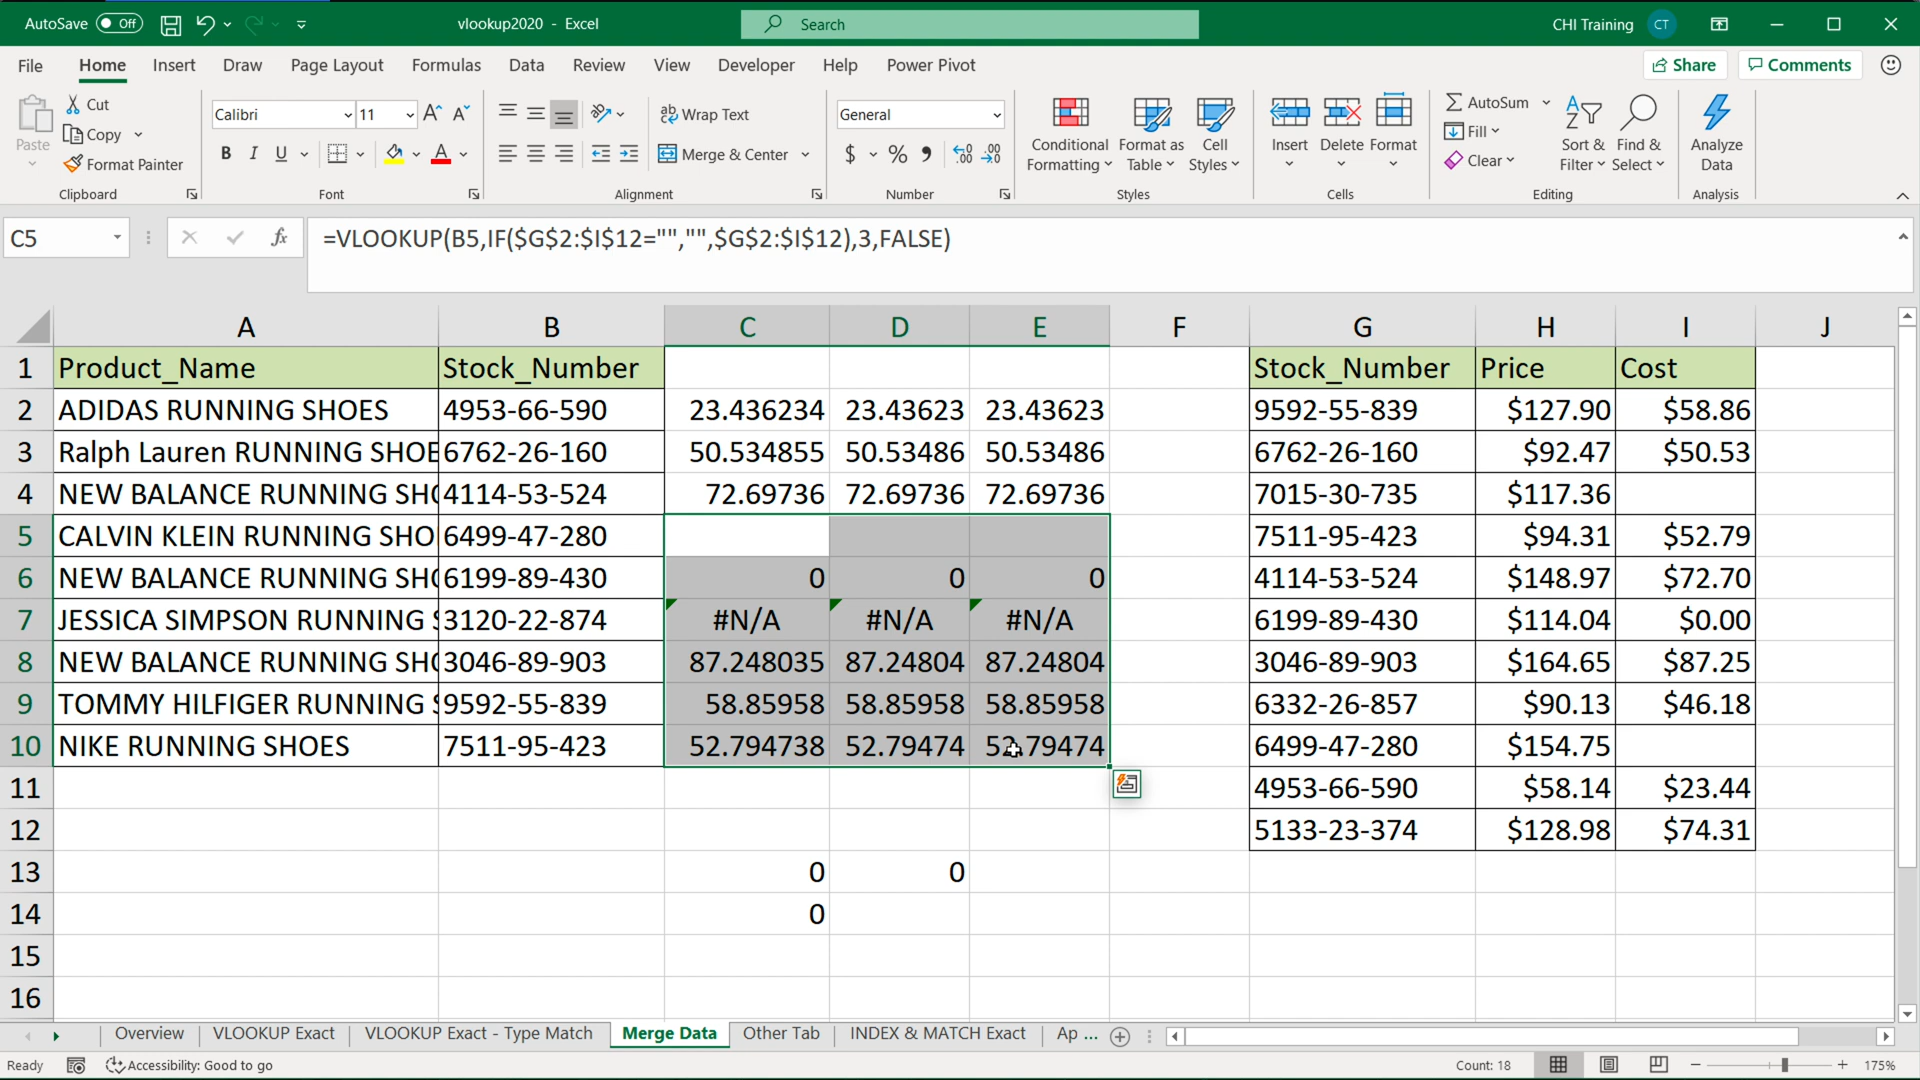 AutoSave Off vlookup2020 - Excel Search CHI Training CT
File Home Insert Draw Page Layout Formulas Data Review View Developer Help Power Pivot Share Comments
Paste Cut Copy Format Painter Clipboard
Calibri 11 B I U A Font
Wrap Text Merge & Center Alignment
General $ % Number
Conditional Formatting Format as Table Cell Styles Styles
Insert Delete Format Cells
AutoSum Fill Clear Sort & Filter Find & Select Editing
Analyze Data Analysis
C5 fx =VLOOKUP(B5,IF($G$2:$I$12="","",$G$2:$I$12),3,FALSE)
A B C D E F G H I J
1 Product_Name Stock_Number Stock_Number Price Cost
2 ADIDAS RUNNING SHOES 4953-66-590 23.436234 23.43623 23.43623 9592-55-839 $127.90 $58.86
3 Ralph Lauren RUNNING SHOE 6762-26-160 50.534855 50.53486 50.53486 6762-26-160 $92.47 $50.53
4 NEW BALANCE RUNNING SHO 4114-53-524 72.69736 72.69736 72.69736 7015-30-735 $117.36
5 CALVIN KLEIN RUNNING SHO 6499-47-280 7511-95-423 $94.31 $52.79
6 NEW BALANCE RUNNING SHO 6199-89-430 0 0 0 4114-53-524 $148.97 $72.70
7 JESSICA SIMPSON RUNNING S 3120-22-874 #N/A #N/A #N/A 6199-89-430 $114.04 $0.00
8 NEW BALANCE RUNNING SHO 3046-89-903 87.248035 87.24804 87.24804 3046-89-903 $164.65 $87.25
9 TOMMY HILFIGER RUNNING S 9592-55-839 58.85958 58.85958 58.85958 6332-26-857 $90.13 $46.18
10 NIKE RUNNING SHOES 7511-95-423 52.794738 52.79474 52.79474 6499-47-280 $154.75
11 4953-66-590 $58.14 $23.44
12 5133-23-374 $128.98 $74.31
13 0 0
14 0
15
16
Overview VLOOKUP Exact VLOOKUP Exact - Type Match Merge Data Other Tab INDEX & MATCH Exact Ap ...
Ready Accessibility: Good to go Count: 18 175%